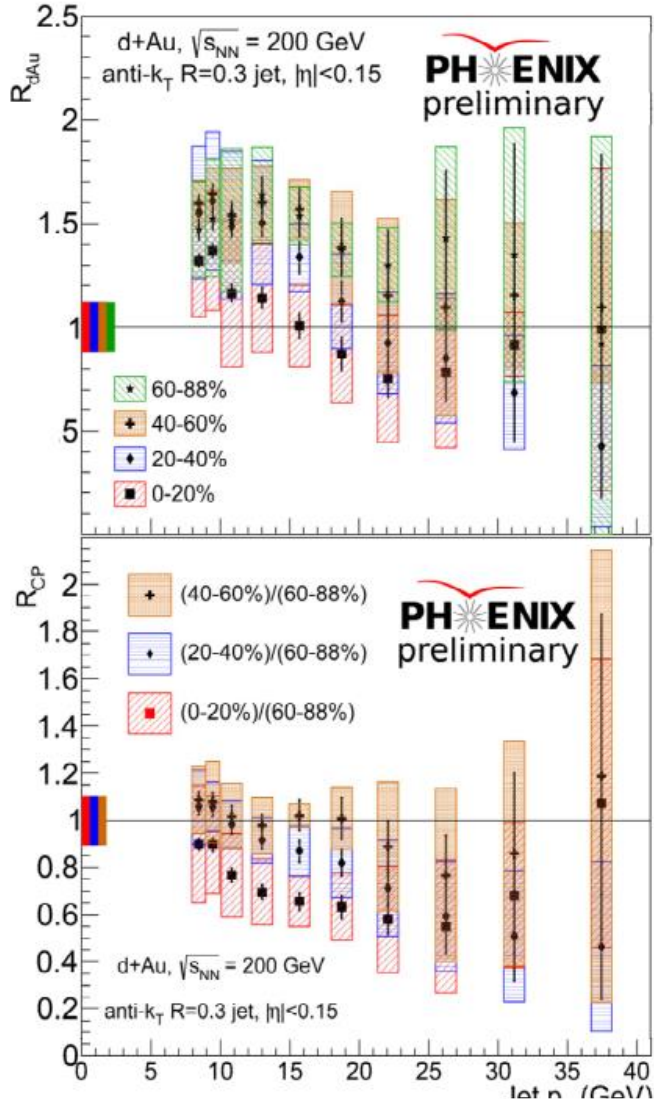 2.5
R_dAu
d+Au, √s_NN = 200 GeV
anti-k_T R=0.3 jet, |η|<0.15
PHENIX
preliminary
2
1.5
1
60-88%
40-60%
5
20-40%
0-20%
R_CP
2
(40-60%)/(60-88%)
PHENIX
preliminary
1.8
(20-40%)/(60-88%)
1.6
1.4
(0-20%)/(60-88%)
1.2
1
0.8
0.6
0.4
d+Au, √s_NN = 200 GeV
0.2
anti-k_T R=0.3 jet, |η|<0.15
0
0 5 10 15 20 25 30 35 40
Jet p (GeV)